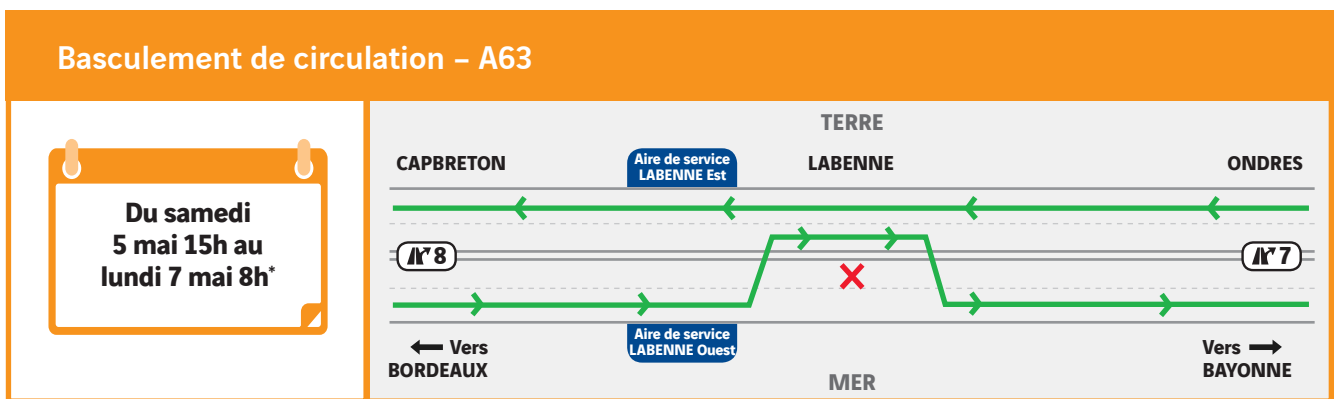 Basculement de circulation – A63
Du samedi
5 mai 15h au
lundi 7 mai 8h*
TERRE
CAPBRETON
Aire de service
LABENNE Est
LABENNE
ONDRES
8
7
Aire de service
LABENNE Ouest
← Vers
BORDEAUX
Vers →
BAYONNE
MER